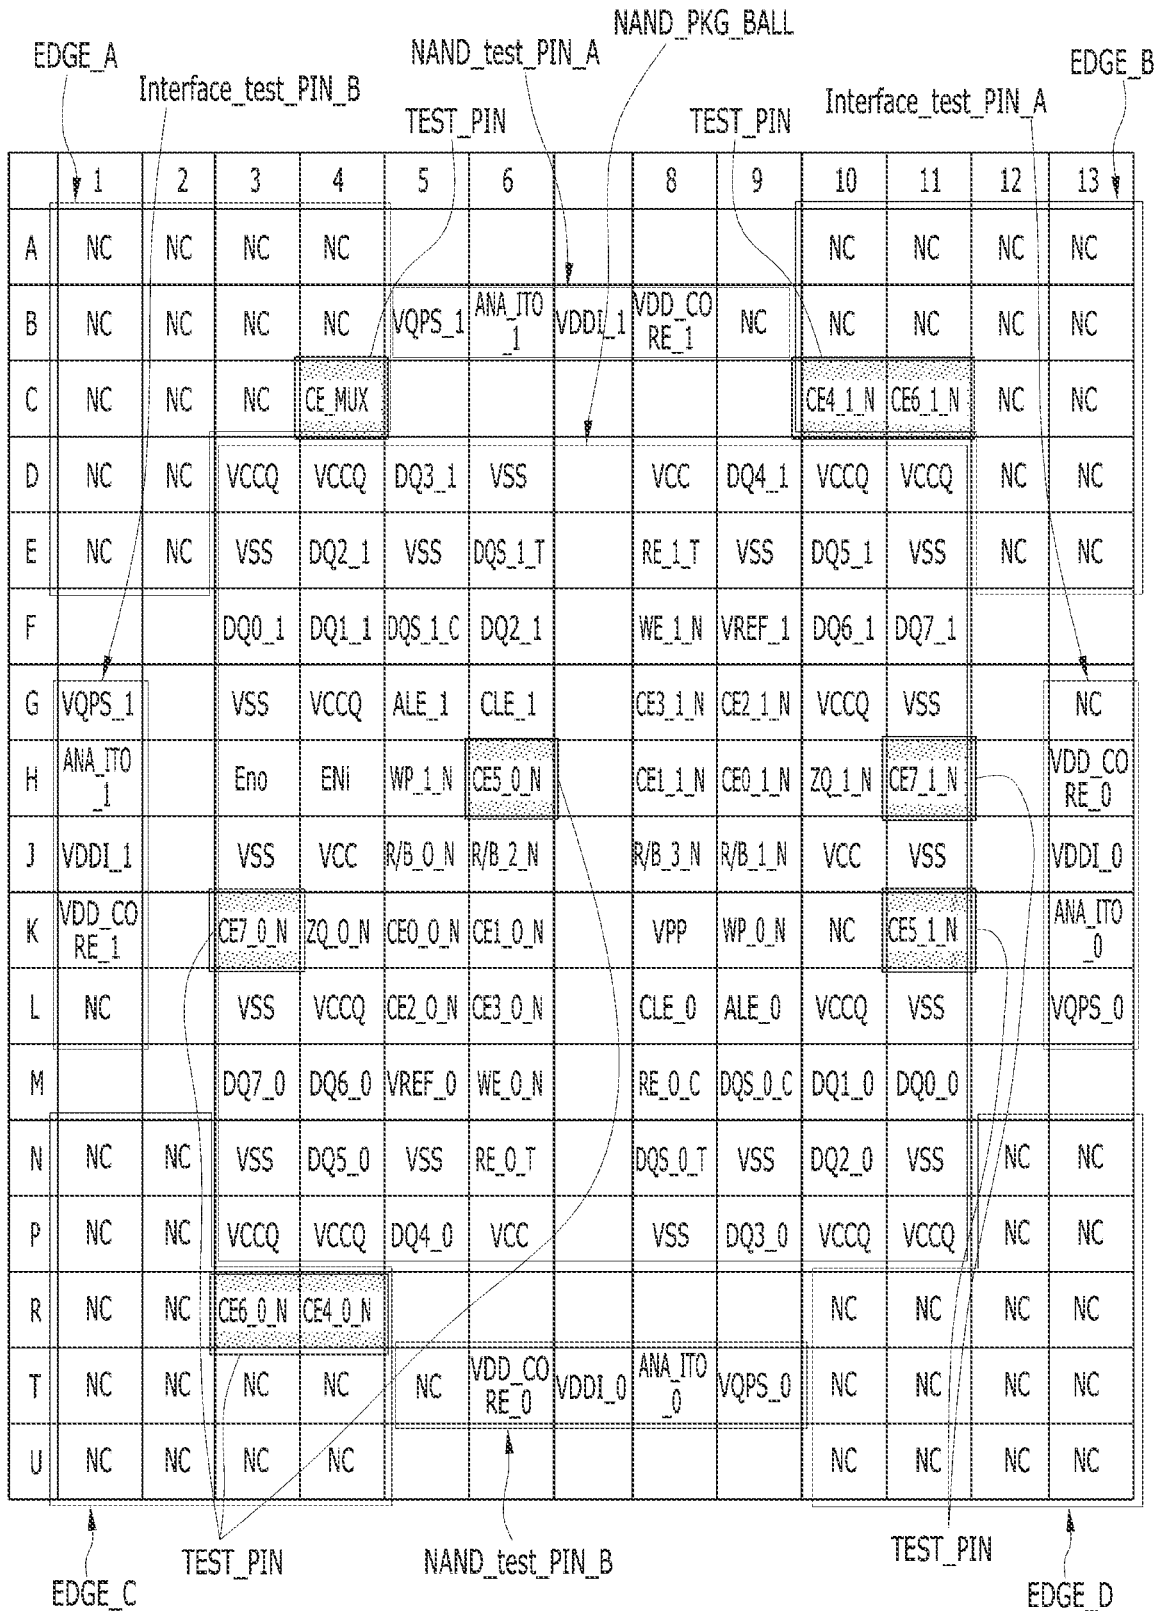 NAND_PKG_BALL
EDGE_A NAND_test_PIN_A EDGE_B
Interface_test_PIN_B Interface_test_PIN_A
TEST_PIN TEST_PIN
1 2 3 4 5 6 8 9 10 11 12 13
A NC NC NC NC NC NC NC NC
B NC NC NC NC VQPS_1 ANA_ITO_1 VDDI_1 VDD_CORE_1 NC NC NC NC NC
C NC NC NC CE_MUX CE4_1_N CE6_1_N NC NC
D NC NC VCCQ VCCQ DQ3_1 VSS VCC DQ4_1 VCCQ VCCQ NC NC
E NC NC VSS DQ2_1 VSS DQS_1_T RE_1_T VSS DQ5_1 VSS NC NC
F DQ0_1 DQ1_1 DQS_1_C DQ2_1 WE_1_N VREF_1 DQ6_1 DQ7_1
G VQPS_1 VSS VCCQ ALE_1 CLE_1 CE3_1_N CE2_1_N VCCQ VSS NC
H ANA_ITO_1 Eno ENi WP_1_N CE5_0_N CE1_1_N CE0_1_N ZQ_1_N CE7_1_N VDD_CORE_0
J VDDI_1 VSS VCC R/B_0_N R/B_2_N R/B_3_N R/B_1_N VCC VSS VDDI_0
K VDD_CORE_1 CE7_0_N ZQ_0_N CE0_0_N CE1_0_N VPP WP_0_N NC CE5_1_N ANA_ITO_0
L NC VSS VCCQ CE2_0_N CE3_0_N CLE_0 ALE_0 VCCQ VSS VQPS_0
M DQ7_0 DQ6_0 VREF_0 WE_0_N RE_0_C DQS_0_C DQ1_0 DQ0_0
N NC NC VSS DQ5_0 VSS RE_0_T DQS_0_T VSS DQ2_0 VSS NC NC
P NC NC VCCQ VCCQ DQ4_0 VCC VSS DQ3_0 VCCQ VCCQ NC NC
R NC NC CE6_0_N CE4_0_N NC NC NC NC
T NC NC NC NC NC VDD_CORE_0 VDDI_0 ANA_ITO_0 VQPS_0 NC NC NC NC
U NC NC NC NC NC NC NC NC
TEST_PIN NAND_test_PIN_B TEST_PIN
EDGE_C EDGE_D